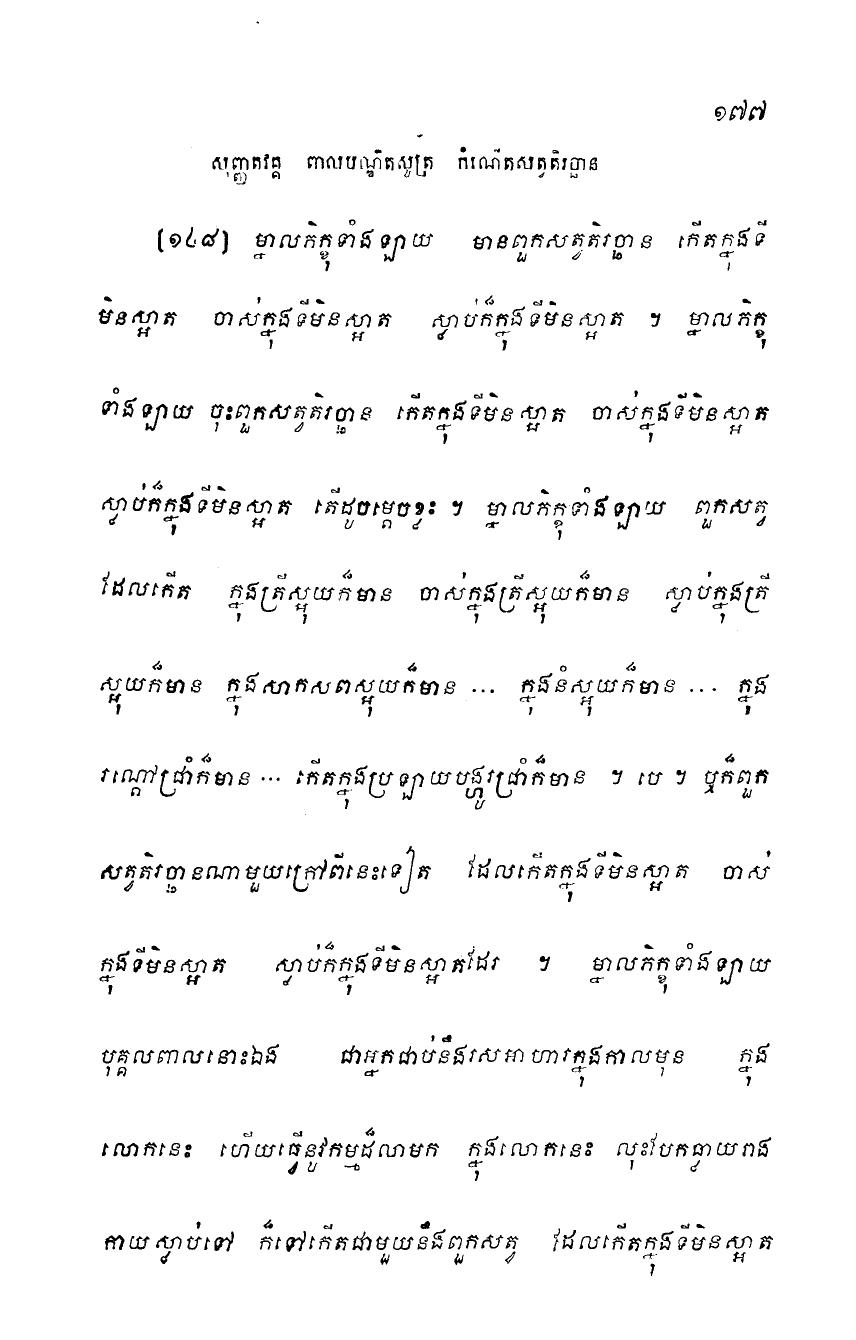 ១៧៧
សុញ្ញតវគ្គ ពាលបណ្ឌិតសូត្រ កំណើតសត្វតិរច្ឆាន
(១៤៨) ម្នាលភិក្ខុទាំងឡាយ មានពួកសត្វតិរច្ឆាន កើតក្នុងទី
មិនស្អាត ចាស់ក្នុងទីមិនស្អាត ស្លាប់ក៏ក្នុងទីមិនស្អាត ។ ម្នាលភិក្ខុ
ទាំងឡាយ ចុះពួកសត្វតិរច្ឆាន កើតក្នុងទីមិនស្អាត ចាស់ក្នុងទីមិនស្អាត
ស្លាប់ក៏ក្នុងទីមិនស្អាត តើដូចម្តេចខ្លះ ។ ម្នាលភិក្ខុទាំងឡាយ ពួកសត្វ
ដែលកើត ក្នុងត្រីស្អុយក៏មាន ចាស់ក្នុងត្រីស្អុយក៏មាន ស្លាប់ក្នុងត្រី
ស្អុយក៏មាន ក្នុងសាកសពស្អុយក៏មាន ... ក្នុងនំស្អុយក៏មាន ... ក្នុង
រណ្តៅជ្រាំក៏មាន ... កើតក្នុងប្រឡាយបង្ហូរជ្រាំក៏មាន ។ បេ ។ ឬក៏ពួក
សត្វតិរច្ឆានណាមួយក្រៅពីនេះទៀត ដែលកើតក្នុងទីមិនស្អាត ចាស់
ក្នុងទីមិនស្អាត ស្លាប់ក៏ក្នុងទីមិនស្អាតដែរ ។ ម្នាលភិក្ខុទាំងឡាយ
បុគ្គលពាលនោះឯង ជាអ្នកជាប់នឹងរសអាហារក្នុងកាលមុន ក្នុង
លោកនេះ ហើយធ្វើនូវកម្មដ៏លាមក ក្នុងលោកនេះ លុះបែកធ្លាយរាង
កាយស្លាប់ទៅ ក៏ទៅកើតជាមួយនឹងពួកសត្វ ដែលកើតក្នុងទីមិនស្អាត